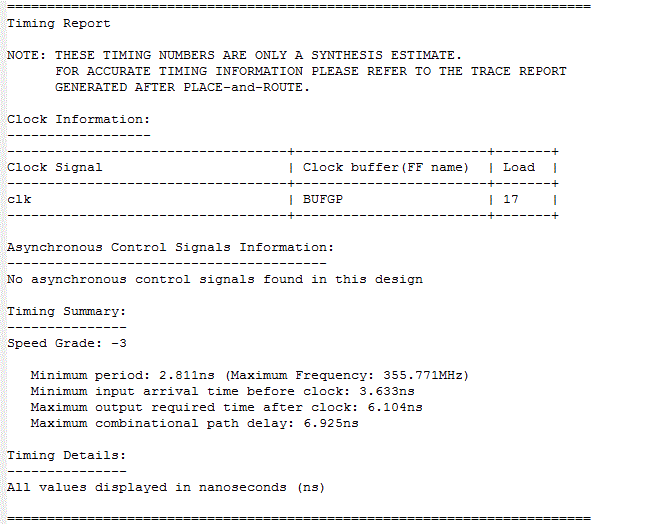 =========================================================================
Timing Report

NOTE: THESE TIMING NUMBERS ARE ONLY A SYNTHESIS ESTIMATE.
      FOR ACCURATE TIMING INFORMATION PLEASE REFER TO THE TRACE REPORT
      GENERATED AFTER PLACE-and-ROUTE.

Clock Information:
------------------
-----------------------------------+------------------------+-------+
Clock Signal                       | Clock buffer(FF name)  | Load  |
-----------------------------------+------------------------+-------+
clk                                | BUFGP                  | 17    |
-----------------------------------+------------------------+-------+

Asynchronous Control Signals Information:
----------------------------------------
No asynchronous control signals found in this design

Timing Summary:
---------------
Speed Grade: -3

   Minimum period: 2.811ns (Maximum Frequency: 355.771MHz)
   Minimum input arrival time before clock: 3.633ns
   Maximum output required time after clock: 6.104ns
   Maximum combinational path delay: 6.925ns

Timing Details:
---------------
All values displayed in nanoseconds (ns)

=========================================================================